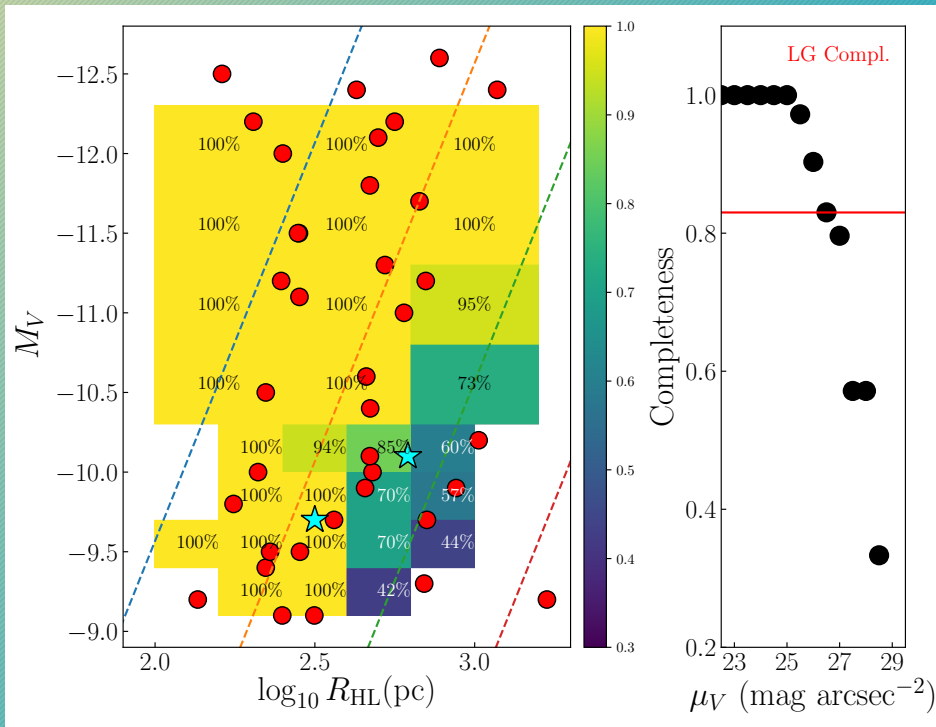 −12.5
−12.0
−11.5
−11.0
−10.5
−10.0
−9.5
−9.0
M_V
100% 100% 100%
100% 100% 100%
100% 100% 95%
100% 100% 73%
100% 94% 85% 60%
100% 100% 70% 57%
100% 100% 100% 70% 44%
100% 100% 42%
2.0 2.5 3.0
log₁₀ R_HL(pc)
1.0
0.9
0.8
0.7
0.6
0.5
0.4
0.3
LG Compl.
Completeness
1.0
0.8
0.6
0.4
0.2
23 25 27 29
μ_V (mag arcsec⁻²)